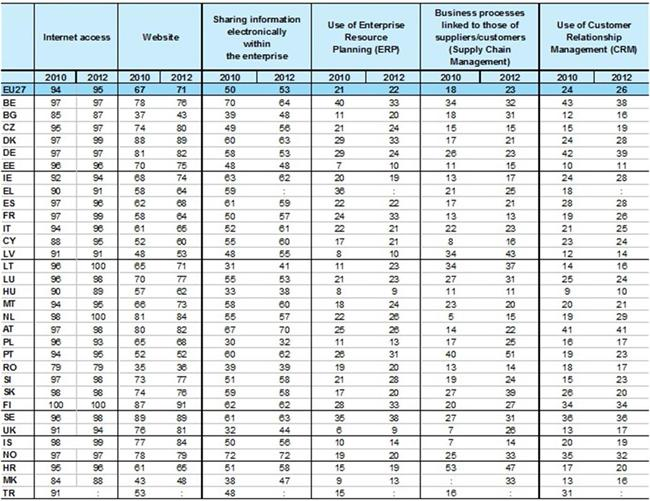 Internet access Website Sharing information electronically within the enterprise Use of Enterprise Resource Planning (ERP) Business processes linked to those of suppliers/customers (Supply Chain Management) Use of Customer Relationship Management (CRM)
2010 2012 2010 2012 2010 2012 2010 2012 2010 2012 2010 2012
EU27 94 95 67 71 50 53 21 22 18 23 24 26
BE 97 97 78 76 70 64 40 33 34 32 43 38
BG 85 87 37 43 39 48 11 20 18 31 12 16
CZ 95 97 74 80 49 56 21 24 15 15 15 19
DK 97 99 88 89 60 63 29 33 17 21 24 28
DE 97 97 81 82 58 53 29 24 26 23 42 39
EE 96 96 70 75 48 48 7 10 11 15 10 11
IE 92 94 68 74 63 62 20 19 13 17 24 28
EL 90 91 58 64 59 : 36 : 21 25 18 :
ES 97 96 62 68 61 59 22 22 17 21 28 28
FR 97 99 58 64 50 57 24 33 13 13 19 26
IT 94 96 61 65 52 61 22 21 22 23 21 25
CY 88 95 52 60 55 60 17 21 8 16 23 24
LV 91 91 48 53 48 55 8 10 34 43 12 14
LT 96 100 65 71 31 41 11 23 34 37 14 16
LU 96 98 70 77 55 53 21 23 27 31 25 24
HU 90 89 57 62 33 38 8 9 11 11 9 10
MT 94 95 66 73 58 60 18 24 23 20 20 21
NL 98 100 81 84 55 57 22 26 5 15 19 29
AT 97 98 80 82 67 70 25 26 14 22 41 41
PL 96 93 65 68 30 32 11 13 17 25 16 17
PT 94 95 52 52 60 62 26 31 40 51 19 23
RO 79 79 35 36 39 39 19 20 13 14 18 17
SI 97 98 73 77 51 58 21 28 19 24 15 23
SK 98 98 74 76 59 58 17 20 27 39 26 20
FI 100 100 87 91 62 62 28 33 20 27 34 34
SE 96 98 89 89 61 63 35 38 27 31 36 36
UK 91 94 76 81 32 44 6 9 7 26 13 17
IS 98 99 77 84 50 56 10 14 7 14 20 19
NO 97 97 78 79 72 72 19 20 25 33 35 32
HR 95 96 61 65 51 58 15 19 53 47 17 20
MK 84 88 43 48 38 47 9 13 : 33 13 16
TR 91 : 53 : 48 : 15 : 16 : 31 :